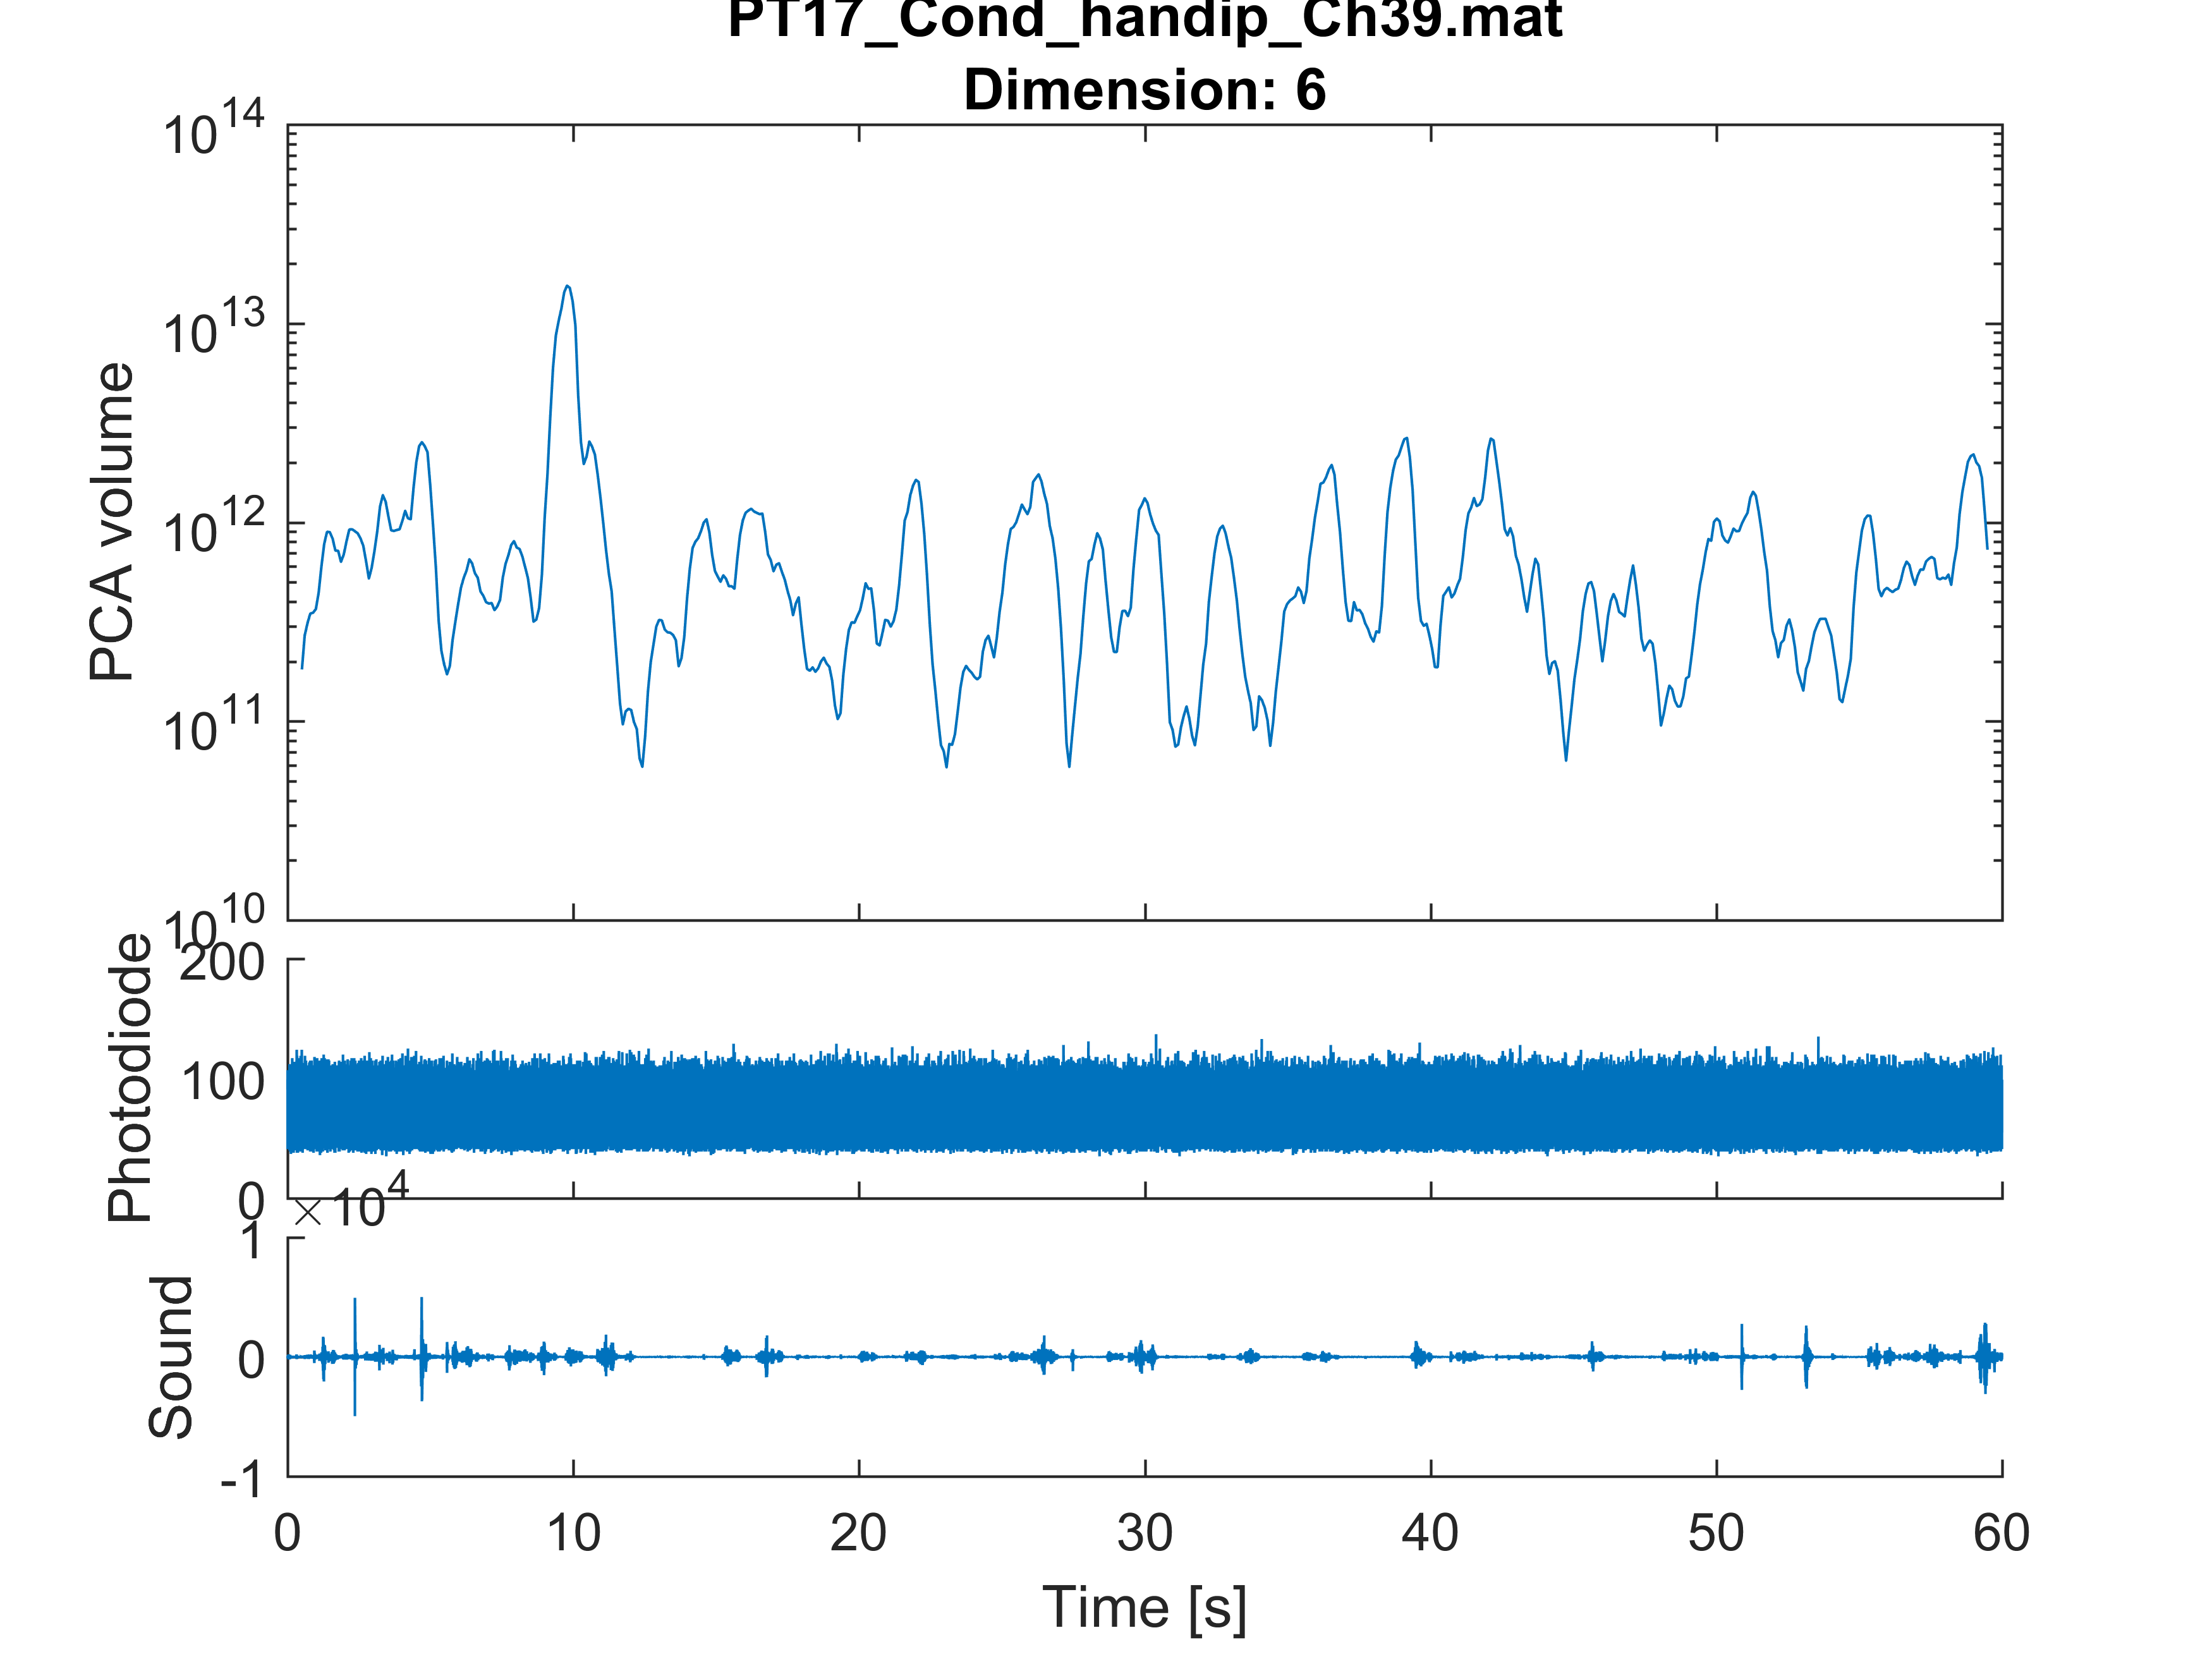 PT17_Cond_handip_Ch39.mat
Dimension: 6
10^14
10^13
10^12
10^11
10^10
PCA volume
200
100
0
Photodiode
×10^4
1
0
-1
Sound
0 10 20 30 40 50 60
Time [s]